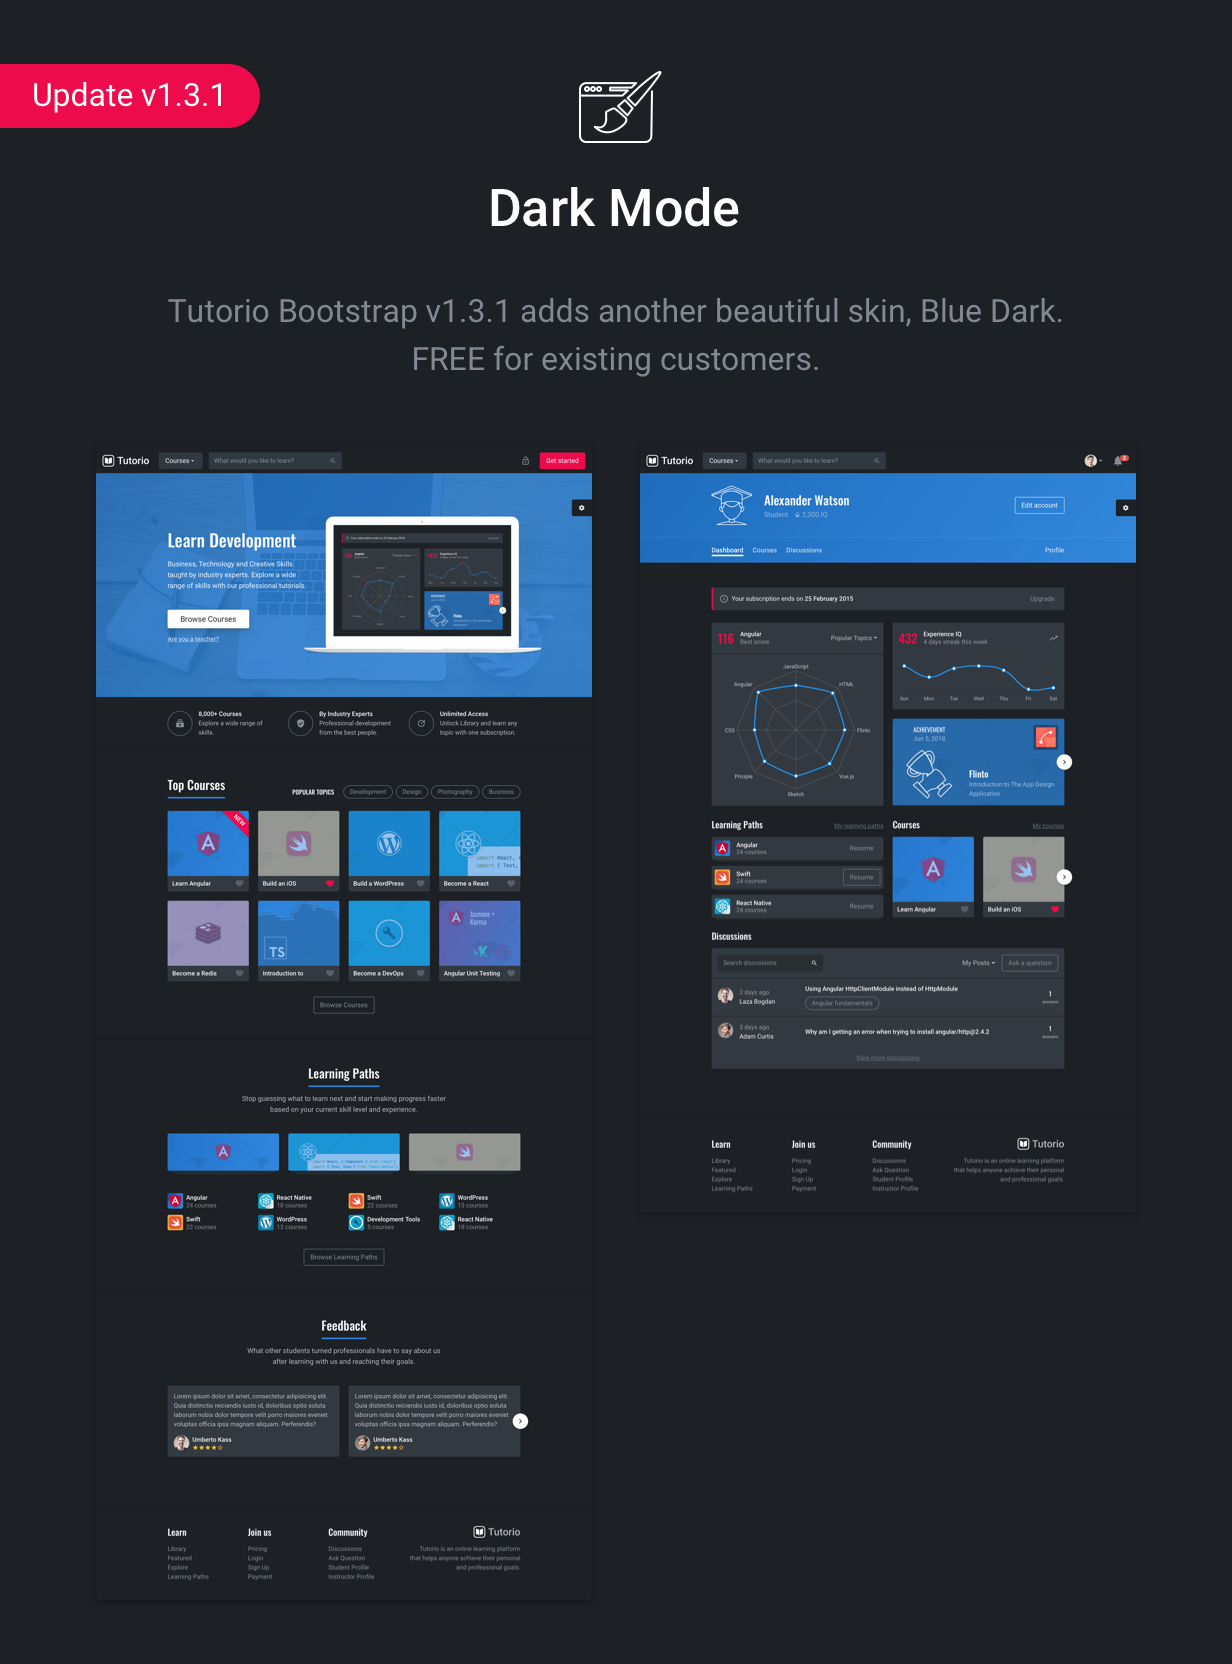 Update v1.3.1
Dark Mode
Tutorio Bootstrap v1.3.1 adds another beautiful skin, Blue Dark.
FREE for existing customers.
Tutorio
Courses
What would you like to learn?
Get started
Learn Development
Business, Technology and Creative Skills
taught by industry experts. Explore a wide
range of skills with our professional tutorials.
Browse Courses
Are you a teacher?
8,000+ Courses
Explore a wide range of
skills.
By Industry Experts
Professional development
from the best people.
Unlimited Access
Unlock Library and learn any
topic with one subscription.
Top Courses
POPULAR TOPICS
Development
Design
Photography
Business
NEW
Learn Angular
Build an iOS
Build a WordPress
import React,
import { Text,
Become a React
Become a Redis
TS
Introduction to
Become a DevOps
Jasmine +
Karma
Angular Unit Testing
Browse Courses
Learning Paths
Stop guessing what to learn next and start making progress faster
based on your current skill level and experience.
Angular
24 courses
React Native
18 courses
Swift
22 courses
WordPress
13 courses
Swift
22 courses
WordPress
13 courses
Development Tools
5 courses
React Native
18 courses
Browse Learning Paths
Feedback
What other students turned professionals have to say about us
after learning with us and reaching their goals.
Lorem ipsum dolor sit amet, consectetur adipisicing elit.
Quia distinctio reiciendis iusto id, doloribus optio soluta
laborum nobis dolor tempore velit porro maiores eveniet
voluptas officia ipsa magnam aliquam. Perferendis?
Umberto Kass
Lorem ipsum dolor sit amet, consectetur adipisicing elit.
Quia distinctio reiciendis iusto id, doloribus optio soluta
laborum nobis dolor tempore velit porro maiores eveniet
voluptas officia ipsa magnam aliquam. Perferendis?
Umberto Kass
Learn
Library
Featured
Explore
Learning Paths
Join us
Pricing
Login
Sign Up
Payment
Community
Discussions
Ask Question
Student Profile
Instructor Profile
Tutorio
Tutorio is an online learning platform
that helps anyone achieve their personal
and professional goals.
Tutorio
Courses
What would you like to learn?
2
Alexander Watson
Student 2,300 IQ
Edit account
Dashboard
Courses
Discussions
Profile
Your subscription ends on 25 February 2015
Upgrade
116
Angular
Best score
Popular Topics
JavaScript
HTML
Flinto
Vue.js
Sketch
Priciple
CSS
Angular
432
Experience IQ
4 days streak this week
Sun Mon Tue Wed Thu Fri Sat
ACHIEVEMENT
Jun 5, 2018
Flinto
Introduction to The App Design
Application
Learning Paths
My learning paths
Angular
24 courses
Resume
Swift
24 courses
Resume
React Native
24 courses
Resume
Courses
My courses
Learn Angular
Build an iOS
Discussions
Search discussions
My Posts
Ask a question
2 days ago
Laza Bogdan
Using Angular HttpClientModule instead of HttpModule
Angular fundamentals
1
answers
3 days ago
Adam Curtis
Why am I getting an error when trying to install angular/http@2.4.2
1
answers
View more discussions
Learn
Library
Featured
Explore
Learning Paths
Join us
Pricing
Login
Sign Up
Payment
Community
Discussions
Ask Question
Student Profile
Instructor Profile
Tutorio
Tutorio is an online learning platform
that helps anyone achieve their personal
and professional goals.